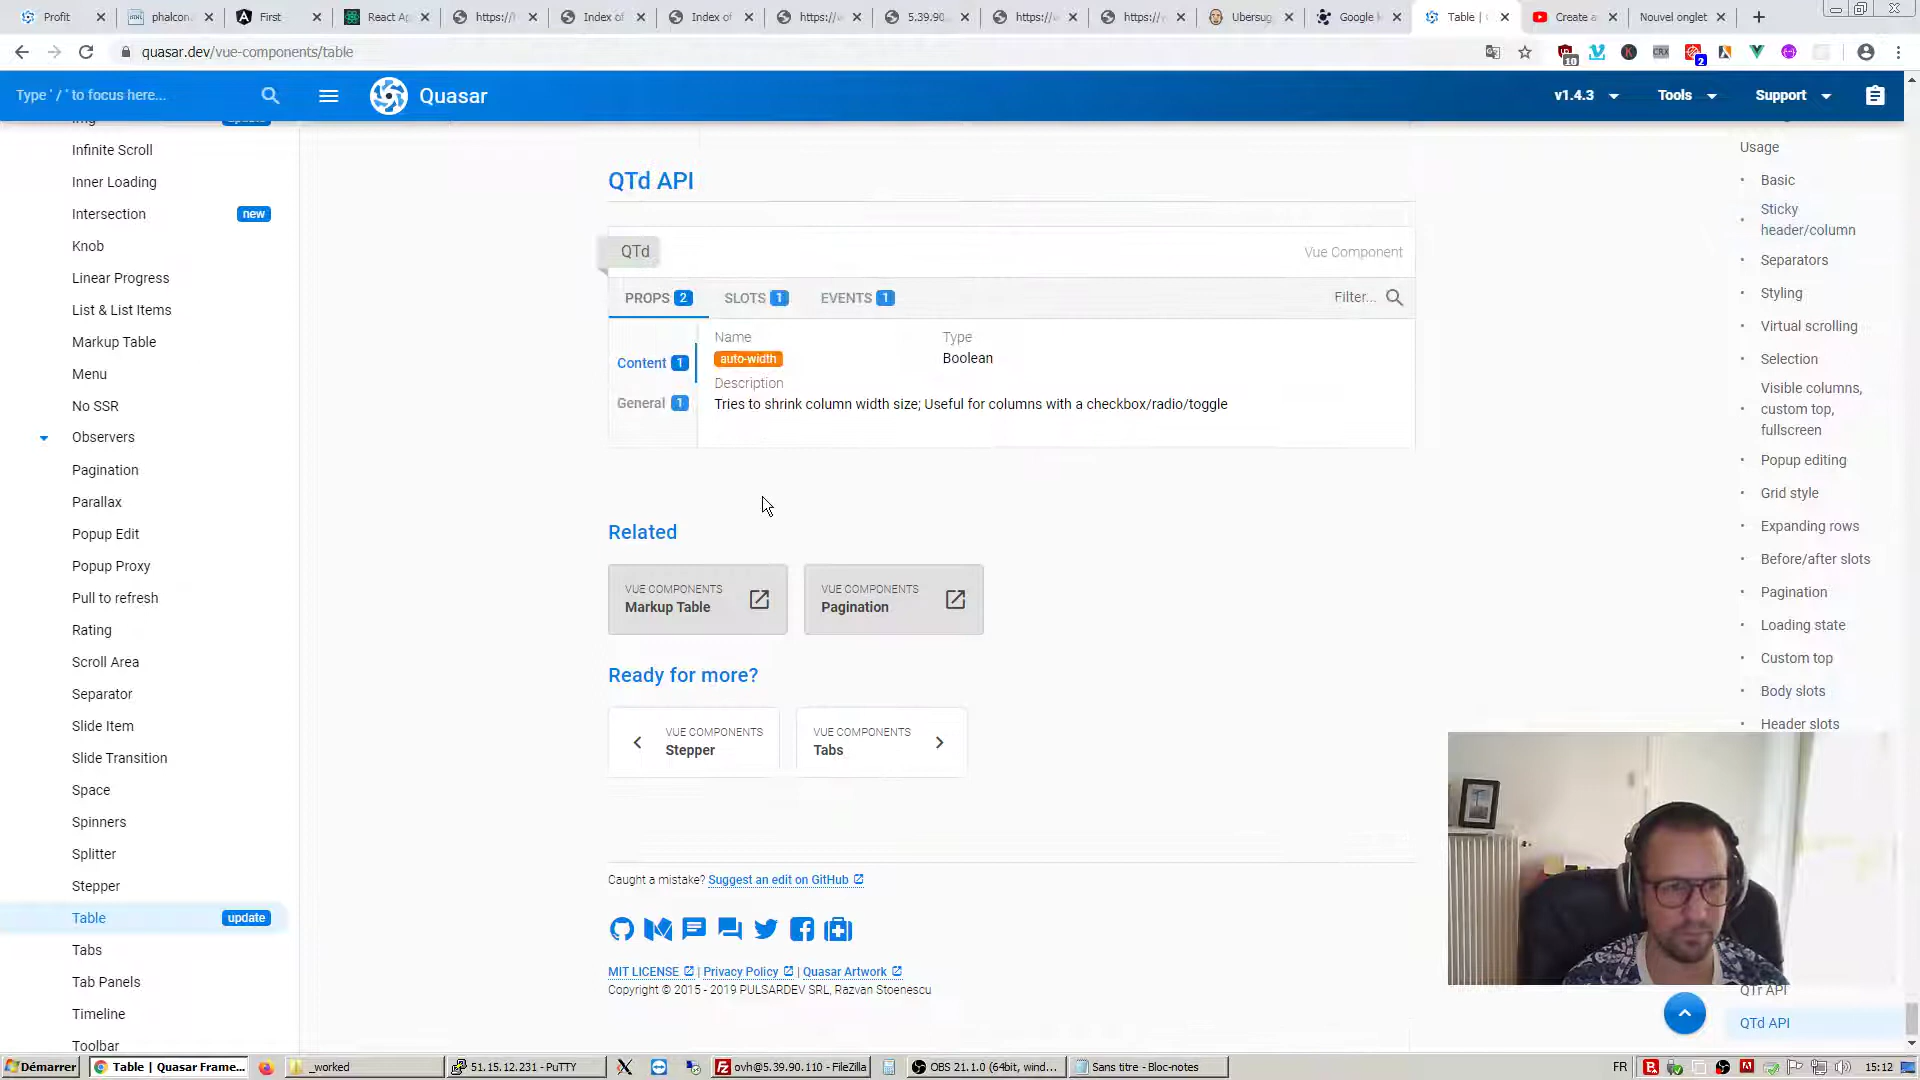 Profit
phalcon
First
React Ap
https://
Index of
Index of
https://
5.39.90
https://
https://
Ubersug
Google
Table |
Create a
Nouvel onglet
quasar.dev/vue-components/table
10
CRX
2
Type '/' to focus here...
Quasar
v1.4.3
Tools
Support
Infinite Scroll
Inner Loading
Intersection new
Knob
Linear Progress
List & List Items
Markup Table
Menu
No SSR
Observers
Pagination
Parallax
Popup Edit
Popup Proxy
Pull to refresh
Rating
Scroll Area
Separator
Slide Item
Slide Transition
Space
Spinners
Splitter
Stepper
Table update
Tabs
Tab Panels
Timeline
Toolbar
QTd API
QTd
Vue Component
PROPS 2
SLOTS 1
EVENTS 1
Filter...
Content 1
General 1
Name
auto-width
Type
Boolean
Description
Tries to shrink column width size; Useful for columns with a checkbox/radio/toggle
Related
VUE COMPONENTS
Markup Table
VUE COMPONENTS
Pagination
Ready for more?
VUE COMPONENTS
Stepper
VUE COMPONENTS
Tabs
Caught a mistake? Suggest an edit on GitHub
MIT LICENSE | Privacy Policy | Quasar Artwork
Copyright © 2015 - 2019 PULSARDEV SRL, Razvan Stoenescu
Usage
Basic
Sticky
header/column
Separators
Styling
Virtual scrolling
Selection
Visible columns,
custom top,
fullscreen
Popup editing
Grid style
Expanding rows
Before/after slots
Pagination
Loading state
Custom top
Body slots
Header slots
QTr API
QTd API
Démarrer
Table | Quasar Frame...
_worked
51.15.12.231 - PuTTY
ovh@5.39.90.110 - FileZilla
OBS 21.1.0 (64bit, wind...
Sans titre - Bloc-notes
FR
15:12